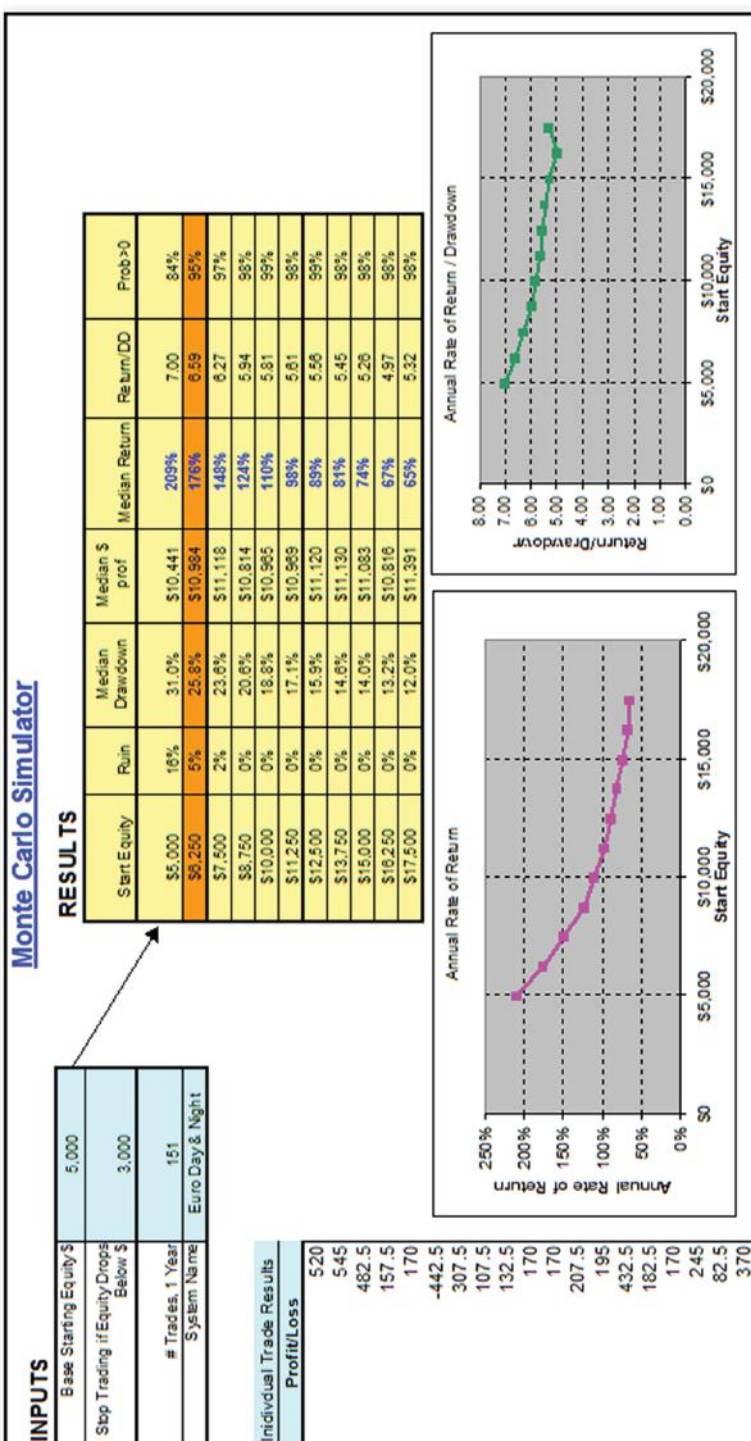 Monte Carlo Simulator
INPUTS
Base Starting Equity $ 5,000
Stop Trading if Equity Drops
Below $ 3,000
# Trades, 1 Year 151
System Name Euro Day & Night
Inidivdual Trade Results
Profit/Loss
520
545
482.5
157.5
170
-442.5
307.5
107.5
132.5
170
170
207.5
195
432.5
182.5
170
245
82.5
370
RESULTS
Start Equity Ruin Median Drawdown Median $ prof Median Return Return/DD Prob>0
$5,000 16% 31.0% $10,441 209% 7.00 84%
$6,250 5% 25.8% $10,984 176% 6.59 95%
$7,500 2% 23.6% $11,118 148% 6.27 97%
$8,750 0% 20.6% $10,814 124% 5.94 98%
$10,000 0% 18.8% $10,965 110% 5.81 99%
$11,250 0% 17.1% $10,969 98% 5.61 98%
$12,500 0% 15.9% $11,120 89% 5.56 99%
$13,750 0% 14.6% $11,130 81% 5.45 98%
$15,000 0% 14.0% $11,083 74% 5.26 98%
$16,250 0% 13.2% $10,816 67% 4.97 98%
$17,500 0% 12.0% $11,391 65% 5.32 98%
Annual Rate of Return
Annual Rate of Return
250%
200%
150%
100%
50%
0%
$0 $5,000 $10,000 $15,000 $20,000
Start Equity
Annual Rate of Return / Drawdown
Return/Drawdowr
8.00
7.00
6.00
5.00
4.00
3.00
2.00
1.00
0.00
$0 $5,000 $10,000 $15,000 $20,000
Start Equity